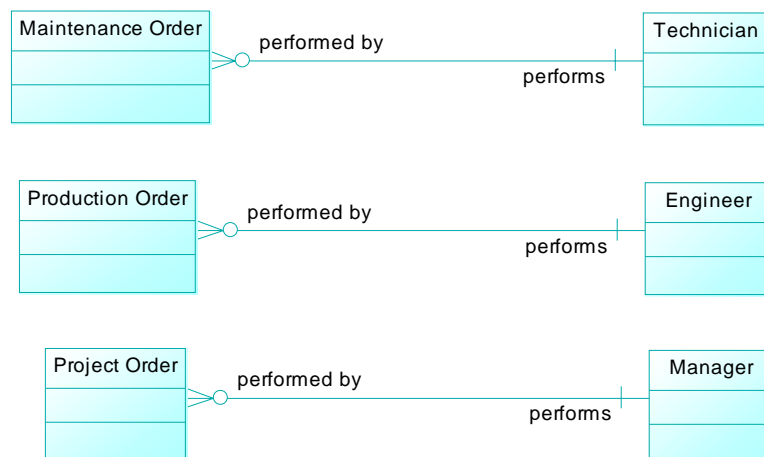 Maintenance Order
performed by
performs
Technician
Production Order
performed by
performs
Engineer
Project Order
performed by
performs
Manager